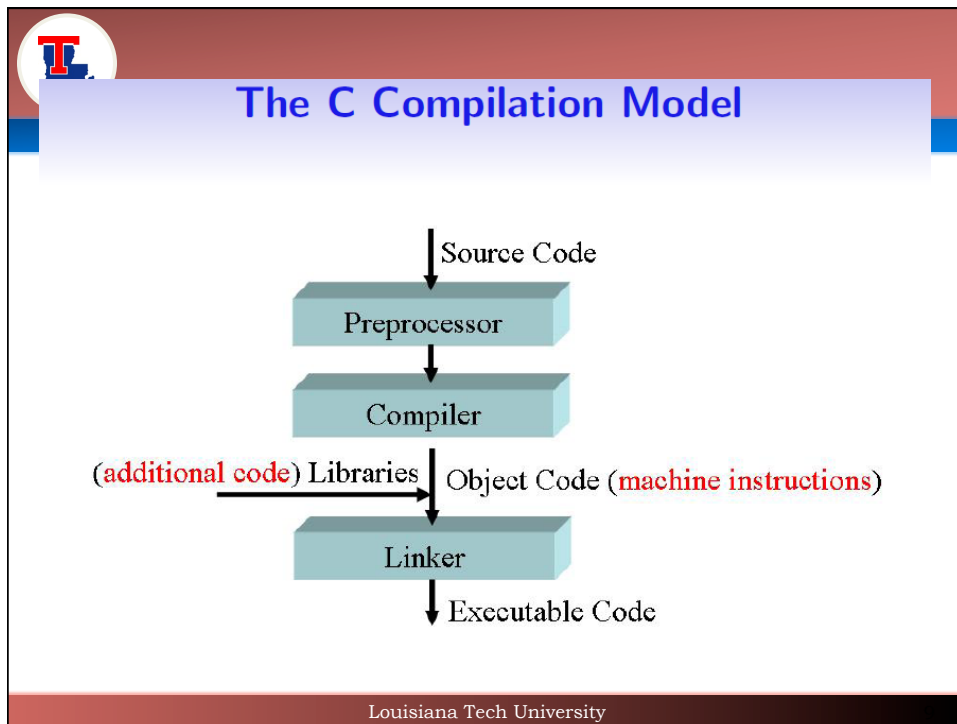 T
The C Compilation Model
Source Code
Preprocessor
Compiler
(additional code) Libraries
Object Code (machine instructions)
Linker
Executable Code
Louisiana Tech University